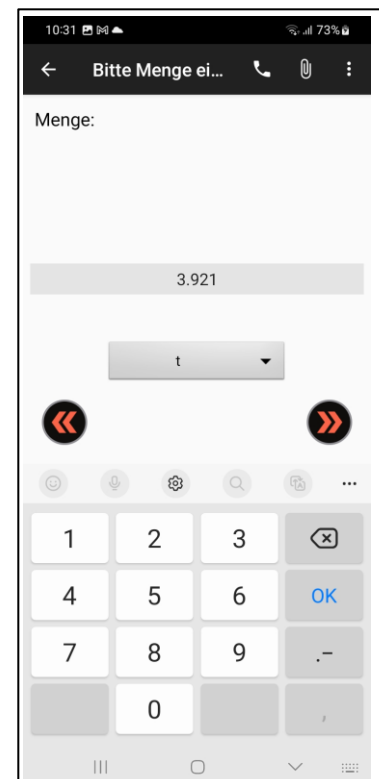 10:31 73%
Bitte Menge ei...
Menge:
3.921
t
1 2 3
4 5 6 OK
7 8 9 .-
0 ,